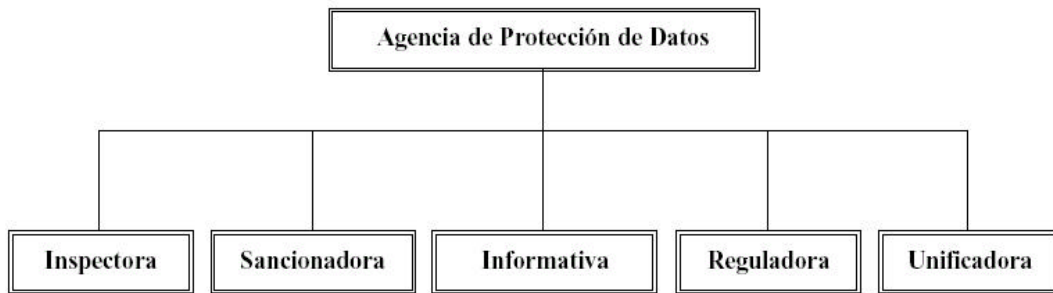 Agencia de Protección de Datos
Inspectora
Sancionadora
Informativa
Reguladora
Unificadora